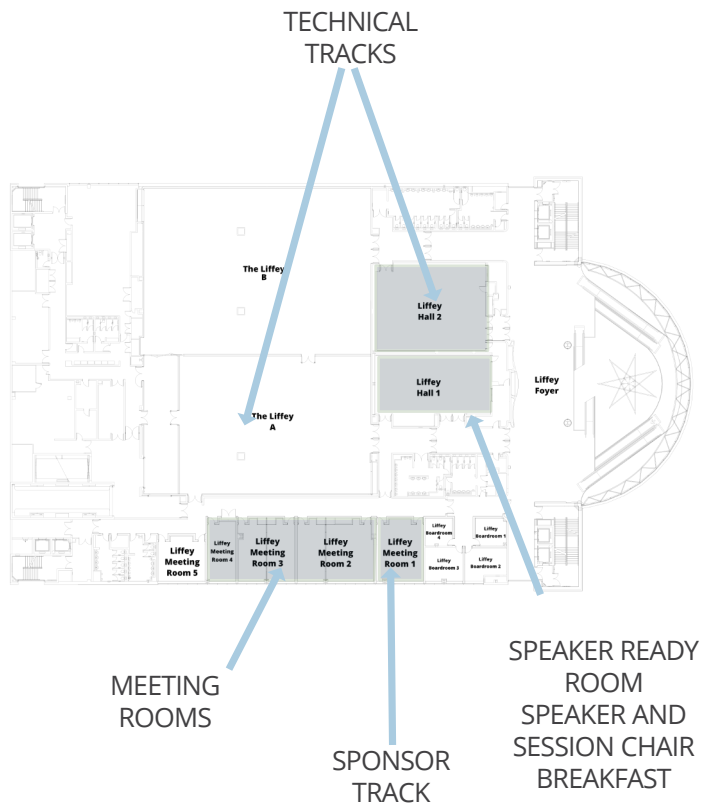 TECHNICAL
TRACKS
The Liffey
B
Liffey
Hall 2
Liffey
Hall 1
Liffey
Foyer
The Liffey
A
Liffey
Meeting
Room 5
Liffey
Meeting
Room 4
Liffey
Meeting
Room 3
Liffey
Meeting
Room 2
Liffey
Meeting
Room 1
Liffey
Boardroom
4
Liffey
Boardroom 1
Liffey
Boardroom 3
Liffey
Boardroom 2
MEETING
ROOMS
SPONSOR
TRACK
SPEAKER READY
ROOM
SPEAKER AND
SESSION CHAIR
BREAKFAST